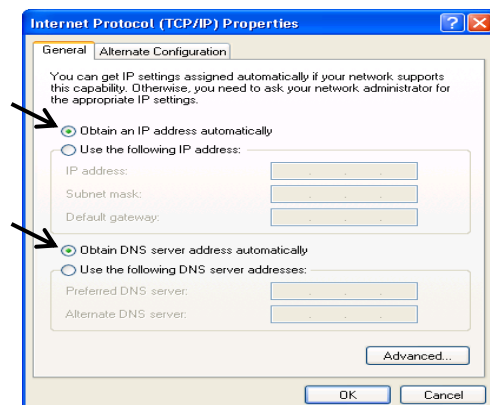 Internet Protocol (TCP/IP) Properties
General
Alternate Configuration
You can get IP settings assigned automatically if your network supports
this capability. Otherwise, you need to ask your network administrator for
the appropriate IP settings.
Obtain an IP address automatically
Use the following IP address:
IP address:
Subnet mask:
Default gateway:
Obtain DNS server address automatically
Use the following DNS server addresses:
Preferred DNS server:
Alternate DNS server:
Advanced...
OK
Cancel